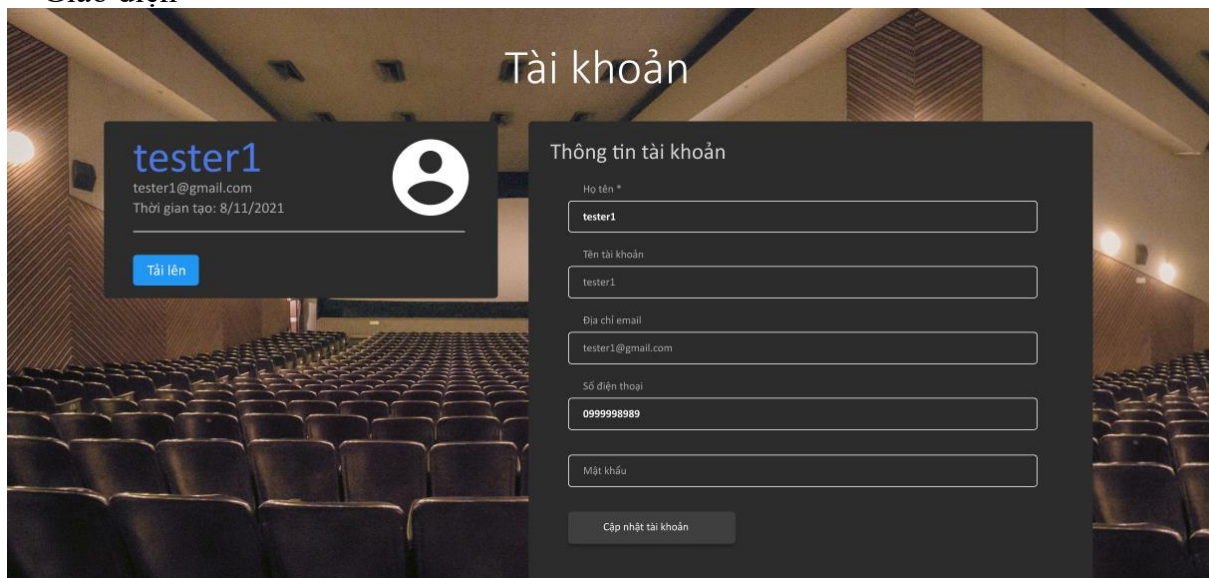 Giao diện
Tài khoản
tester1
tester1@gmail.com
Thời gian tạo: 8/11/2021
Tải lên
Thông tin tài khoản
Họ tên *
tester1
Tên tài khoản
tester1
Địa chỉ email
tester1@gmail.com
Số điện thoại
0999998989
Mật khẩu
Cập nhật tài khoản